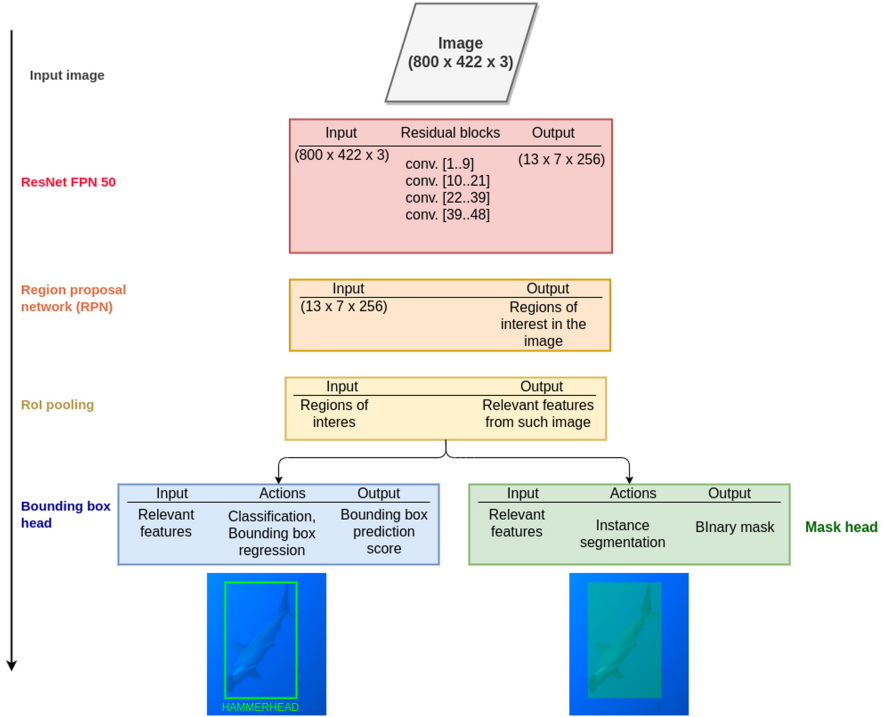 Image
(800 x 422 x 3)
Input image
Input Residual blocks Output
(800 x 422 x 3)
conv. [1..9]
(13 x 7 x 256)
conv. [10..21]
conv. [22..39]
conv. [39..48]
ResNet FPN 50
Region proposal
network (RPN)
Input Output
(13 x 7 x 256)
Regions of
interest in the
image
RoI pooling
Input Output
Regions of
interes
Relevant features
from such image
Bounding box
head
Input Actions Output
Relevant
features
Classification,
Bounding box
regression
Bounding box
prediction
score
Input Actions Output
Relevant
features
Instance
segmentation
BInary mask
Mask head
HAMMERHEAD